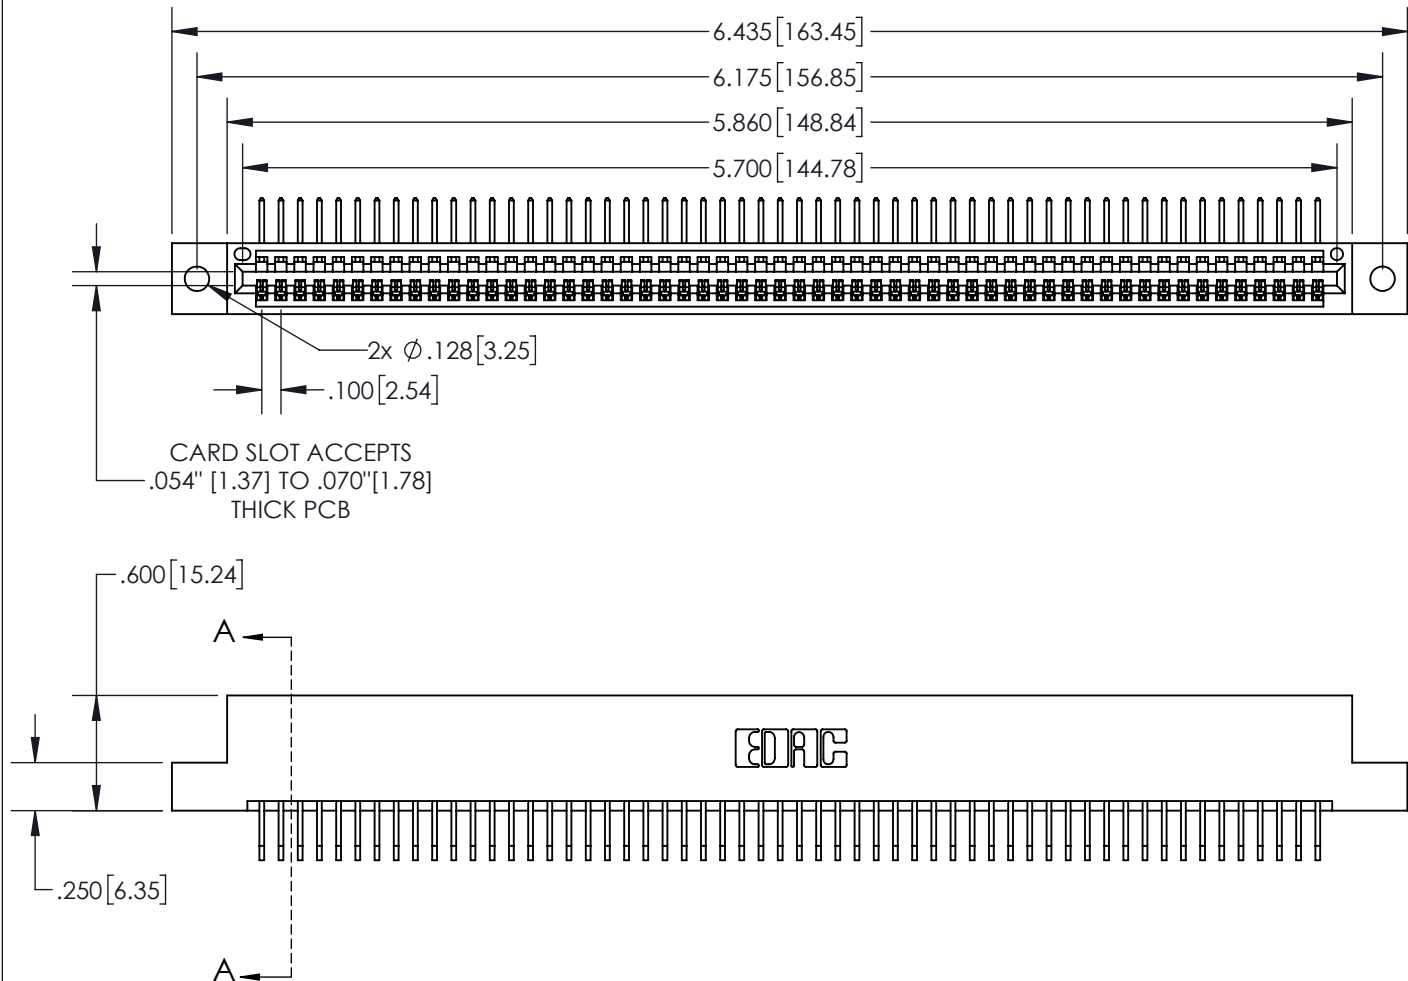 6.435[163.45]
6.175[156.85]
5.860[148.84]
5.700[144.78]
2x Ø.128[3.25]
.100[2.54]
CARD SLOT ACCEPTS
.054" [1.37] TO .070"[1.78]
THICK PCB
.600[15.24]
A
EDAC
.250[6.35]
A